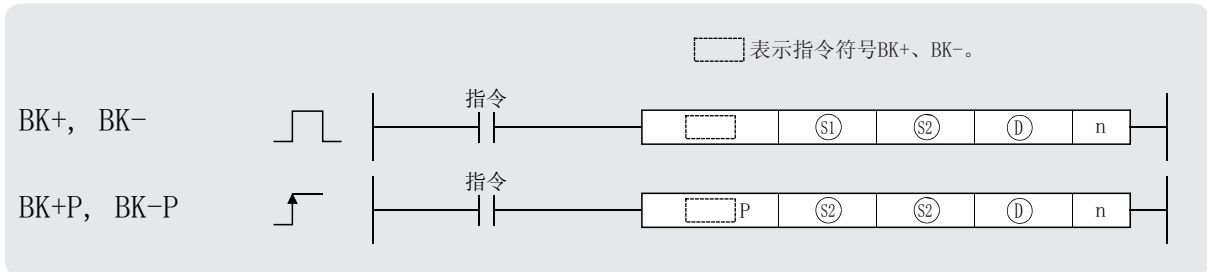 表示指令符号BK+、BK-。
指令
BK+, BK- S1 S2 D n
指令
BK+P, BK-P P S2 S2 D n